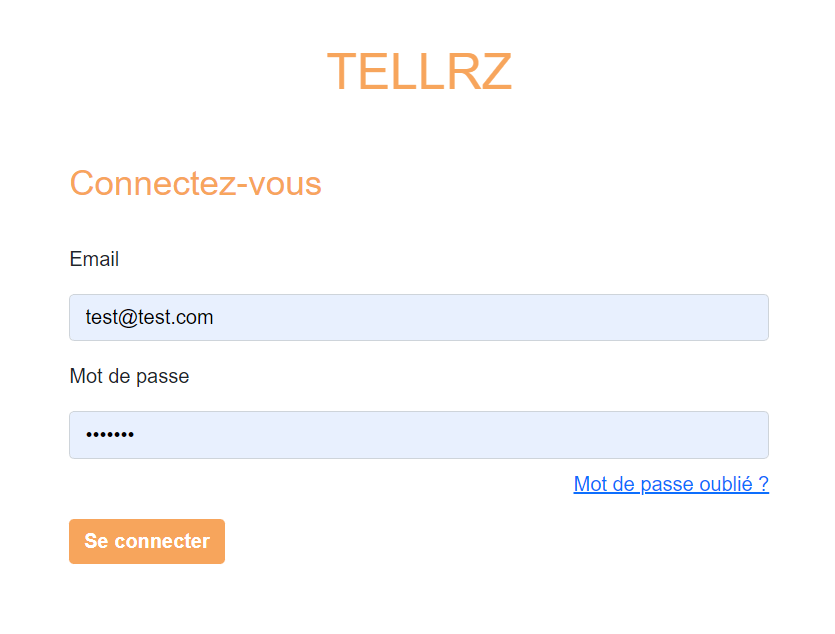 TELLRZ
Connectez-vous
Email
test@test.com
Mot de passe
•••••••
Mot de passe oublié ?
Se connecter